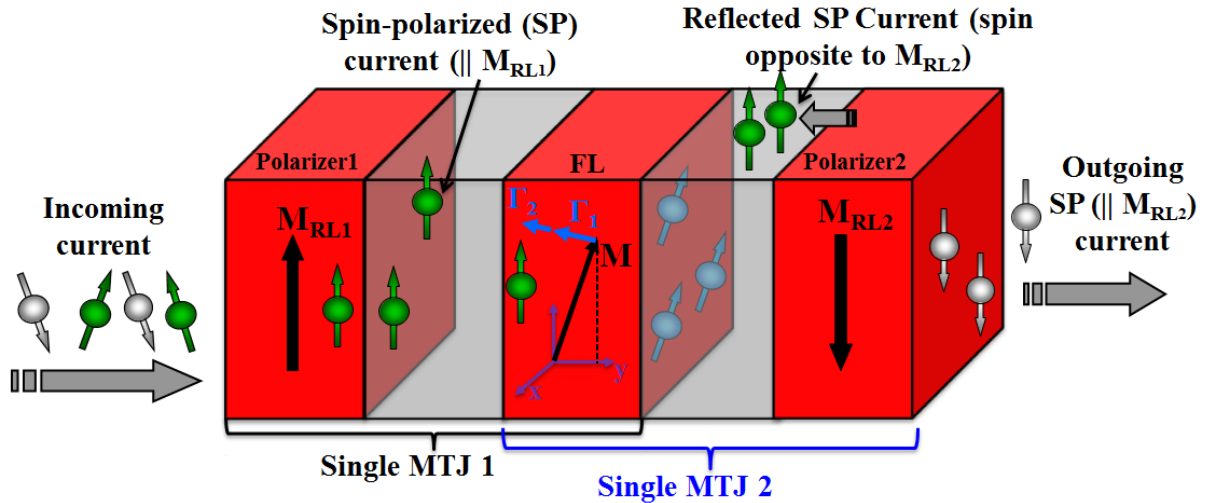 Spin-polarized (SP)
current (|| M_RL1)
Reflected SP Current (spin
opposite to M_RL2)
Polarizer1
FL
Polarizer2
Incoming
current
M_RL1
Γ₂
Γ₁
M
y
x
M_RL2
Outgoing
SP (|| M_RL2)
current
Single MTJ 1
Single MTJ 2